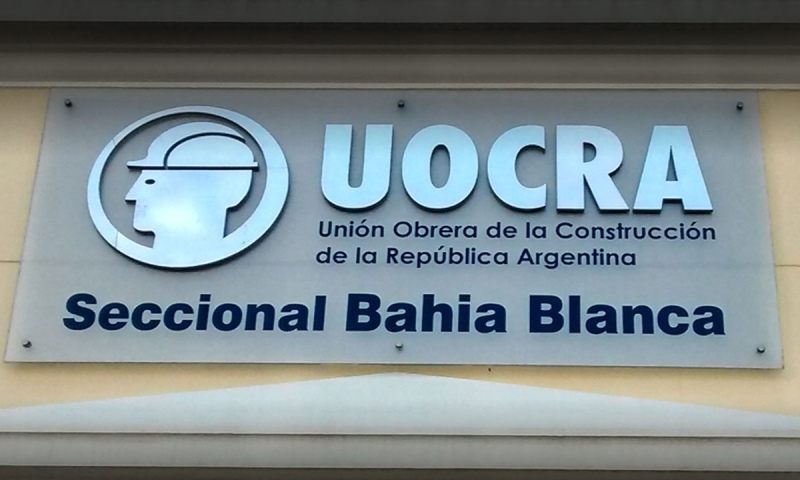 UOCRA
Unión Obrera de la Construcción
de la República Argentina
Seccional Bahia Blanca